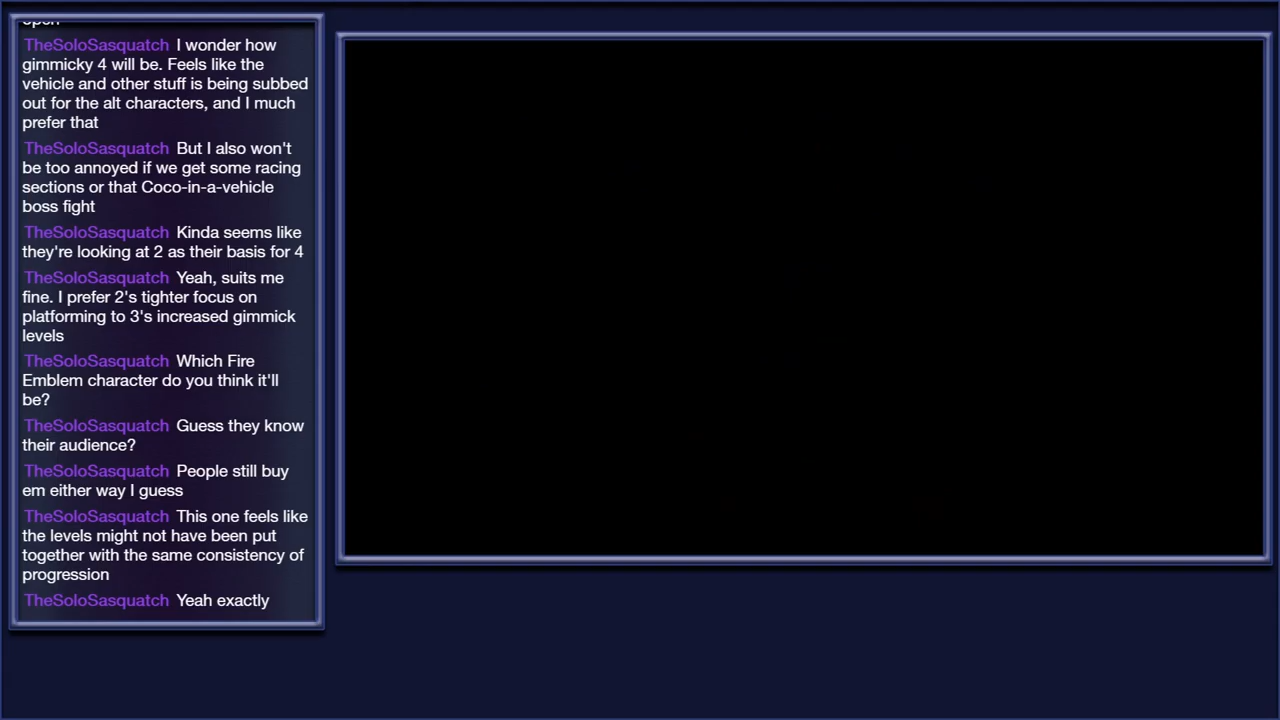 open
TheSoloSasquatch I wonder how
gimmicky 4 will be. Feels like the
vehicle and other stuff is being subbed
out for the alt characters, and I much
prefer that
TheSoloSasquatch But I also won't
be too annoyed if we get some racing
sections or that Coco-in-a-vehicle
boss fight
TheSoloSasquatch Kinda seems like
they're looking at 2 as their basis for 4
TheSoloSasquatch Yeah, suits me
fine. I prefer 2's tighter focus on
platforming to 3's increased gimmick
levels
TheSoloSasquatch Which Fire
Emblem character do you think it'll
be?
TheSoloSasquatch Guess they know
their audience?
TheSoloSasquatch People still buy
em either way I guess
TheSoloSasquatch This one feels like
the levels might not have been put
together with the same consistency of
progression
TheSoloSasquatch Yeah exactly